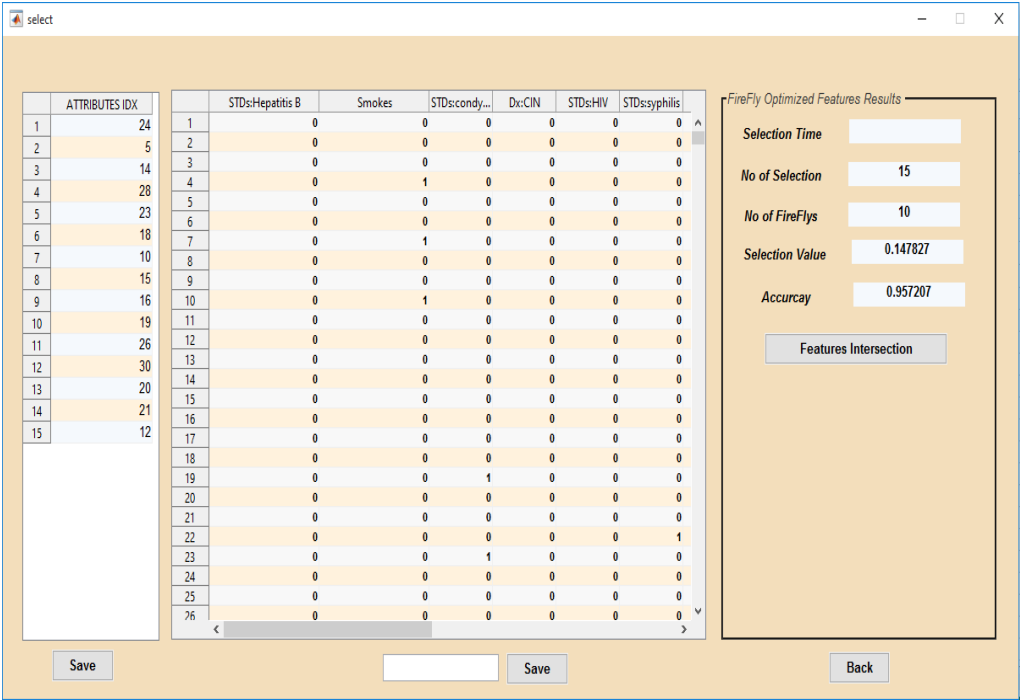 select
ATTRIBUTES IDX
1 24
2 5
3 14
4 28
5 23
6 18
7 10
8 15
9 16
10 19
11 26
12 30
13 20
14 21
15 12
STDs:Hepatitis B Smokes STDs:condy... Dx:CIN STDs:HIV STDs:syphilis
1 0 0 0 0 0 0
2 0 0 0 0 0 0
3 0 0 0 0 0 0
4 0 1 0 0 0 0
5 0 0 0 0 0 0
6 0 0 0 0 0 0
7 0 1 0 0 0 0
8 0 0 0 0 0 0
9 0 0 0 0 0 0
10 0 1 0 0 0 0
11 0 0 0 0 0 0
12 0 0 0 0 0 0
13 0 0 0 0 0 0
14 0 0 0 0 0 0
15 0 0 0 0 0 0
16 0 0 0 0 0 0
17 0 0 0 0 0 0
18 0 0 0 0 0 0
19 0 0 1 0 0 0
20 0 0 0 0 0 0
21 0 0 0 0 0 0
22 0 0 0 0 0 1
23 0 0 1 0 0 0
24 0 0 0 0 0 0
25 0 0 0 0 0 0
26 0 0 0 0 0 0
FireFly Optimized Features Results
Selection Time
No of Selection 15
No of FireFlys 10
Selection Value 0.147827
Accurcay 0.957207
Features Intersection
Save
Save
Back